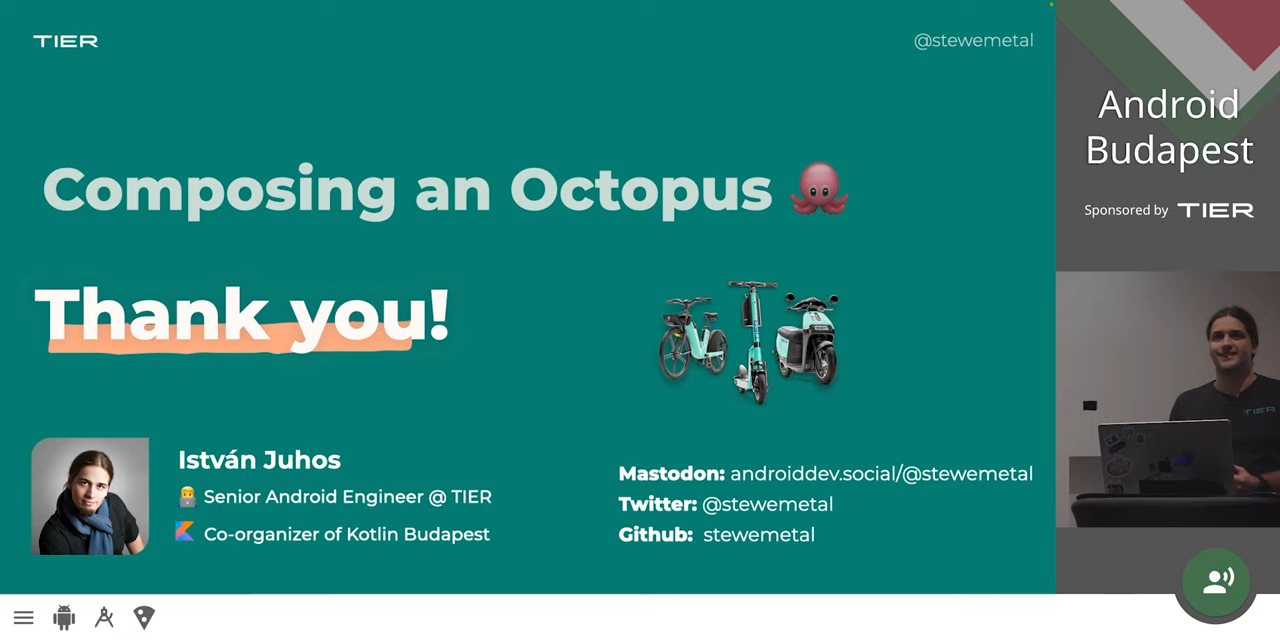 TIER
@stewemetal
Composing an Octopus
Thank you!
István Juhos
Senior Android Engineer @ TIER
Co-organizer of Kotlin Budapest
Mastodon: androiddev.social/@stewemetal
Twitter: @stewemetal
Github: stewemetal
Android
Budapest
Sponsored by TIER
TIER